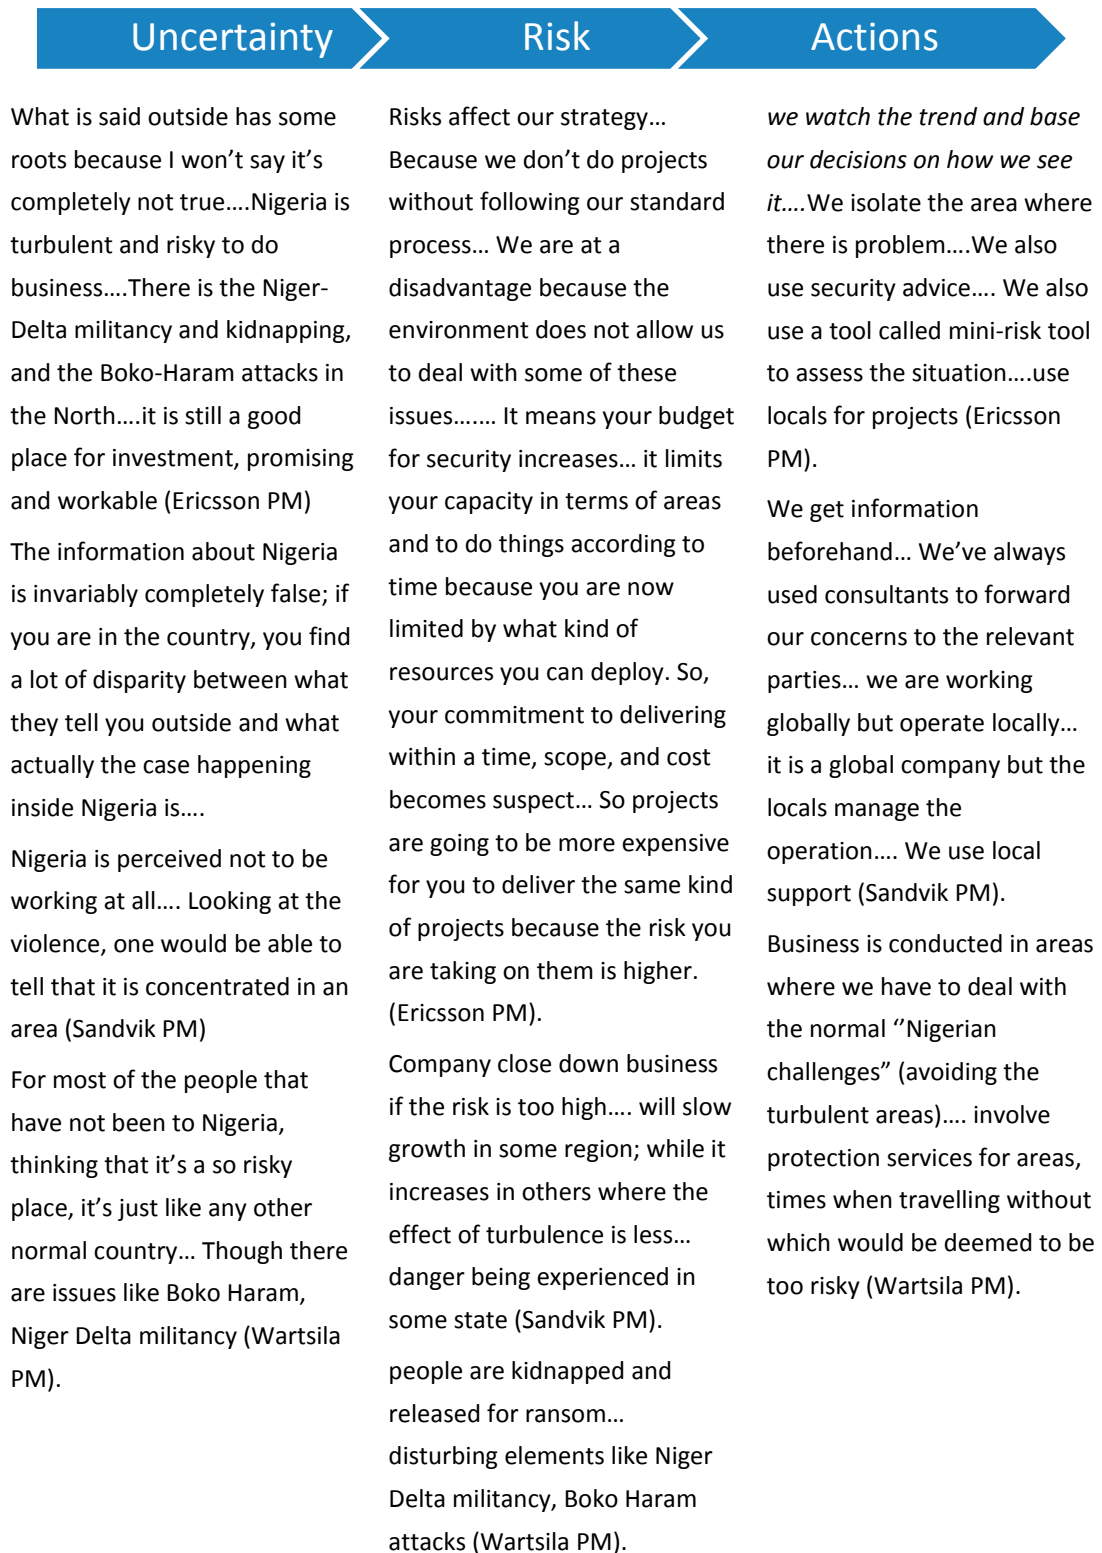 Uncertainty
Risk
Actions
What is said outside has some
roots because I won’t say it’s
completely not true….Nigeria is
turbulent and risky to do
business….There is the Niger-
Delta militancy and kidnapping,
and the Boko-Haram attacks in
the North….it is still a good
place for investment, promising
and workable (Ericsson PM)
The information about Nigeria
is invariably completely false; if
you are in the country, you find
a lot of disparity between what
they tell you outside and what
actually the case happening
inside Nigeria is….
Nigeria is perceived not to be
working at all…. Looking at the
violence, one would be able to
tell that it is concentrated in an
area (Sandvik PM)
For most of the people that
have not been to Nigeria,
thinking that it’s a so risky
place, it’s just like any other
normal country… Though there
are issues like Boko Haram,
Niger Delta militancy (Wartsila
PM).
Risks affect our strategy…
Because we don’t do projects
without following our standard
process… We are at a
disadvantage because the
environment does not allow us
to deal with some of these
issues….… It means your budget
for security increases… it limits
your capacity in terms of areas
and to do things according to
time because you are now
limited by what kind of
resources you can deploy. So,
your commitment to delivering
within a time, scope, and cost
becomes suspect… So projects
are going to be more expensive
for you to deliver the same kind
of projects because the risk you
are taking on them is higher.
(Ericsson PM).
Company close down business
if the risk is too high…. will slow
growth in some region; while it
increases in others where the
effect of turbulence is less…
danger being experienced in
some state (Sandvik PM).
people are kidnapped and
released for ransom…
disturbing elements like Niger
Delta militancy, Boko Haram
attacks (Wartsila PM).
we watch the trend and base
our decisions on how we see
it….We isolate the area where
there is problem….We also
use security advice…. We also
use a tool called mini-risk tool
to assess the situation….use
locals for projects (Ericsson
PM).
We get information
beforehand… We’ve always
used consultants to forward
our concerns to the relevant
parties… we are working
globally but operate locally…
it is a global company but the
locals manage the
operation…. We use local
support (Sandvik PM).
Business is conducted in areas
where we have to deal with
the normal ‘’Nigerian
challenges” (avoiding the
turbulent areas)…. involve
protection services for areas,
times when travelling without
which would be deemed to be
too risky (Wartsila PM).